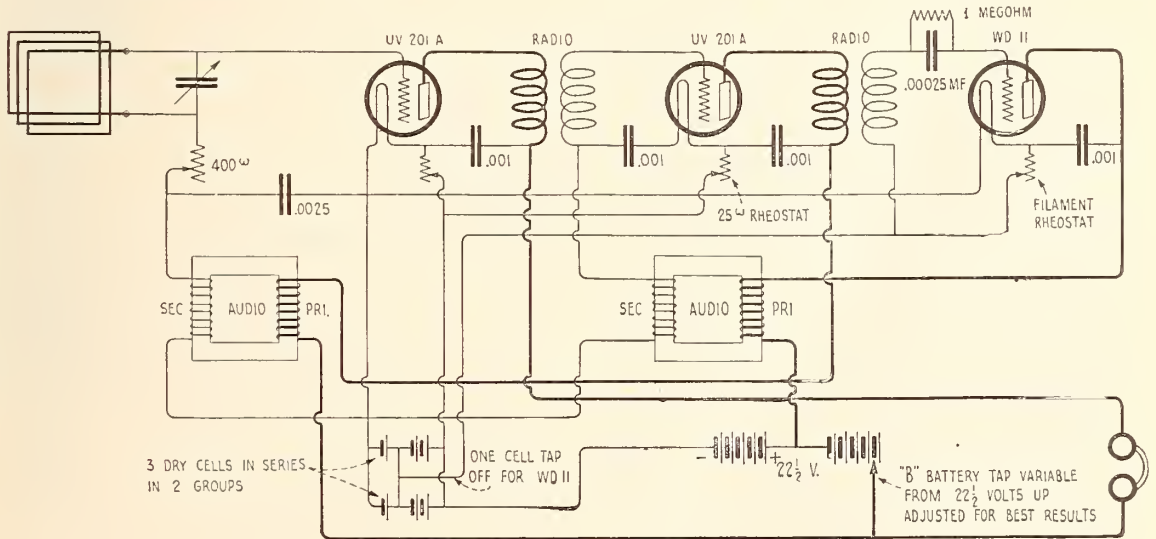 1 MEGOHM
UV 201 A
RADIO
UV 201 A
RADIO
WD 11
.00025 MF
.001
.001
.001
.001
400 ω
.0025
25 ω RHEOSTAT
FILAMENT
RHEOSTAT
SEC
AUDIO
PRI.
SEC
AUDIO
PRI
3 DRY CELLS IN SERIES
IN 2 GROUPS
ONE CELL TAP
OFF FOR WD 11
-
+
22½ V.
"B" BATTERY TAP VARIABLE
FROM 22½ VOLTS UP
ADJUSTED FOR BEST RESULTS